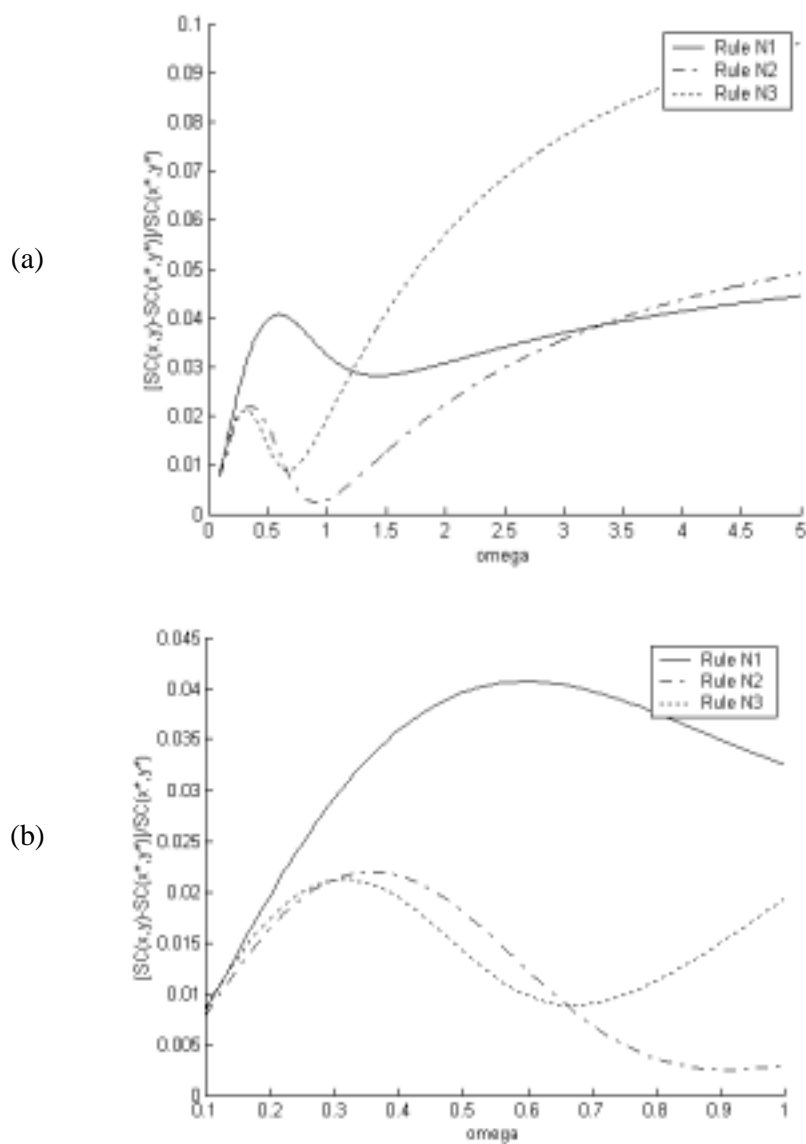 (a)
0.1
0.09
0.08
0.07
0.06
0.05
0.04
0.03
0.02
0.01
0
[SC(x,y)-SC(x*,y*)]/SC(x*,y*)
Rule N1
Rule N2
Rule N3
0 0.5 1 1.5 2 2.5 3 3.5 4 4.5 5
omega
(b)
0.045
0.04
0.035
0.03
0.025
0.02
0.015
0.01
0.005
0
[SC(x,y)-SC(x*,y*)]/SC(x*,y*)
Rule N1
Rule N2
Rule N3
0.1 0.2 0.3 0.4 0.5 0.6 0.7 0.8 0.9 1
omega